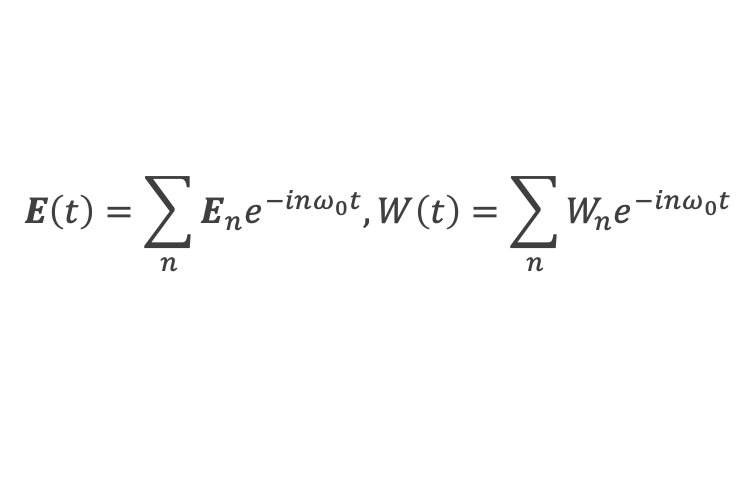 𝑬(𝑡) = ∑ₙ 𝑬ₙ𝑒^{−𝑖𝑛𝜔₀𝑡}, 𝑊(𝑡) = ∑ₙ 𝑊ₙ𝑒^{−𝑖𝑛𝜔₀𝑡}